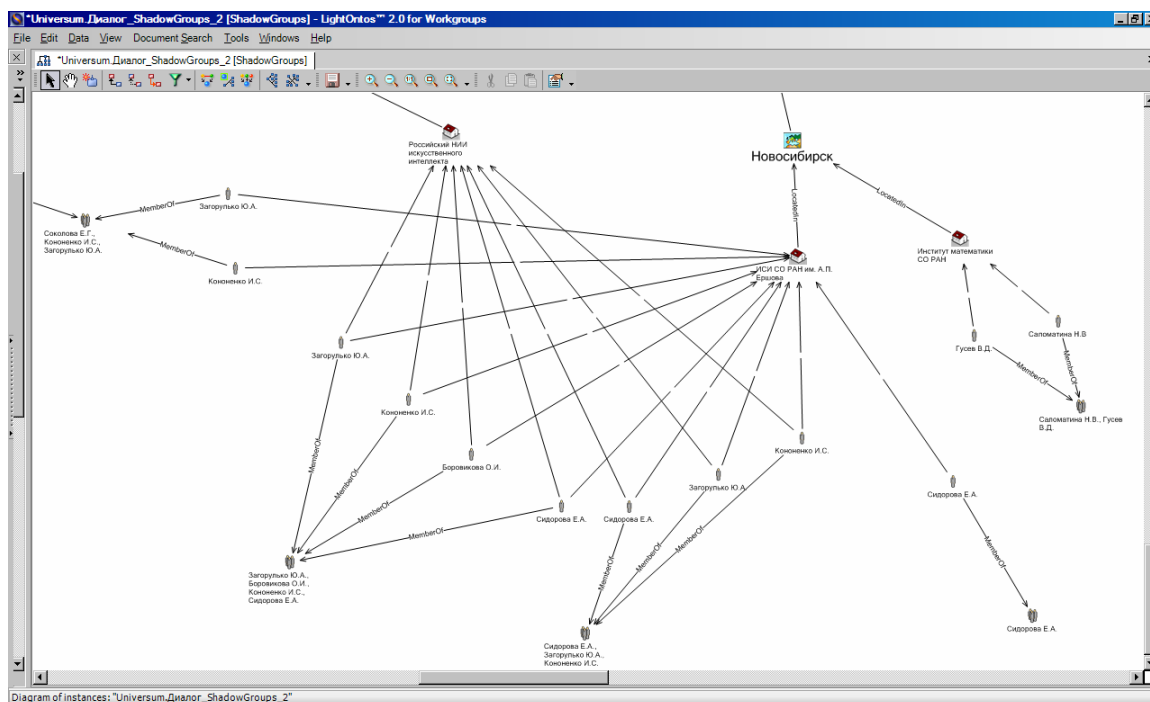 *Universum.Диалог_ShadowGroups_2 [ShadowGroups] - LightOntos™ 2.0 for Workgroups
File Edit Data View Document Search Tools Windows Help
*Universum.Диалог_ShadowGroups_2 [ShadowGroups]
Российский НИИ
искусственного
интеллекта
Новосибирск
LocatedIn
LocatedIn
MemberOf
Загорулько Ю.А.
Соколова Е.Г.,
Кононенко И.С.,
Загорулько Ю.А.
MemberOf
Кононенко И.С.
Институт математики
СО РАН
ИСИ СО РАН им. А.П.
Ершова
Саломатина Н.В
Гусев В.Д.
MemberOf
MemberOf
Загорулько Ю.А.
Саломатина Н.В., Гусев
В.Д.
Кононенко И.С.
Кононенко И.С.
MemberOf
Боровикова О.И.
MemberOf
Загорулько Ю.А.
Сидорова Е.А.
MemberOf
Сидорова Е.А.
Сидорова Е.А.
MemberOf
MemberOf
MemberOf
MemberOf
MemberOf
Загорулько Ю.А.,
Боровикова О.И.,
Кононенко И.С.,
Сидорова Е.А.
Сидорова Е.А.
Сидорова Е.А.,
Загорулько Ю.А.,
Кононенко И.С.
Diagram of instances: "Universum.Диалог_ShadowGroups_2"